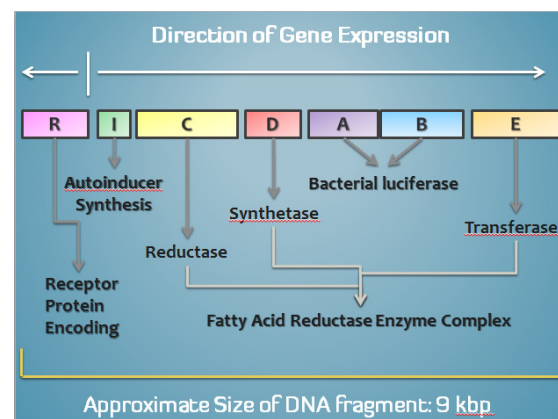 Direction of Gene Expression
R I C D A B E
Autoinducer
Synthesis
Bacterial luciferase
Synthetase
Transferase
Reductase
Receptor
Protein
Encoding
Fatty Acid Reductase Enzyme Complex
Approximate Size of DNA fragment: 9 kbp